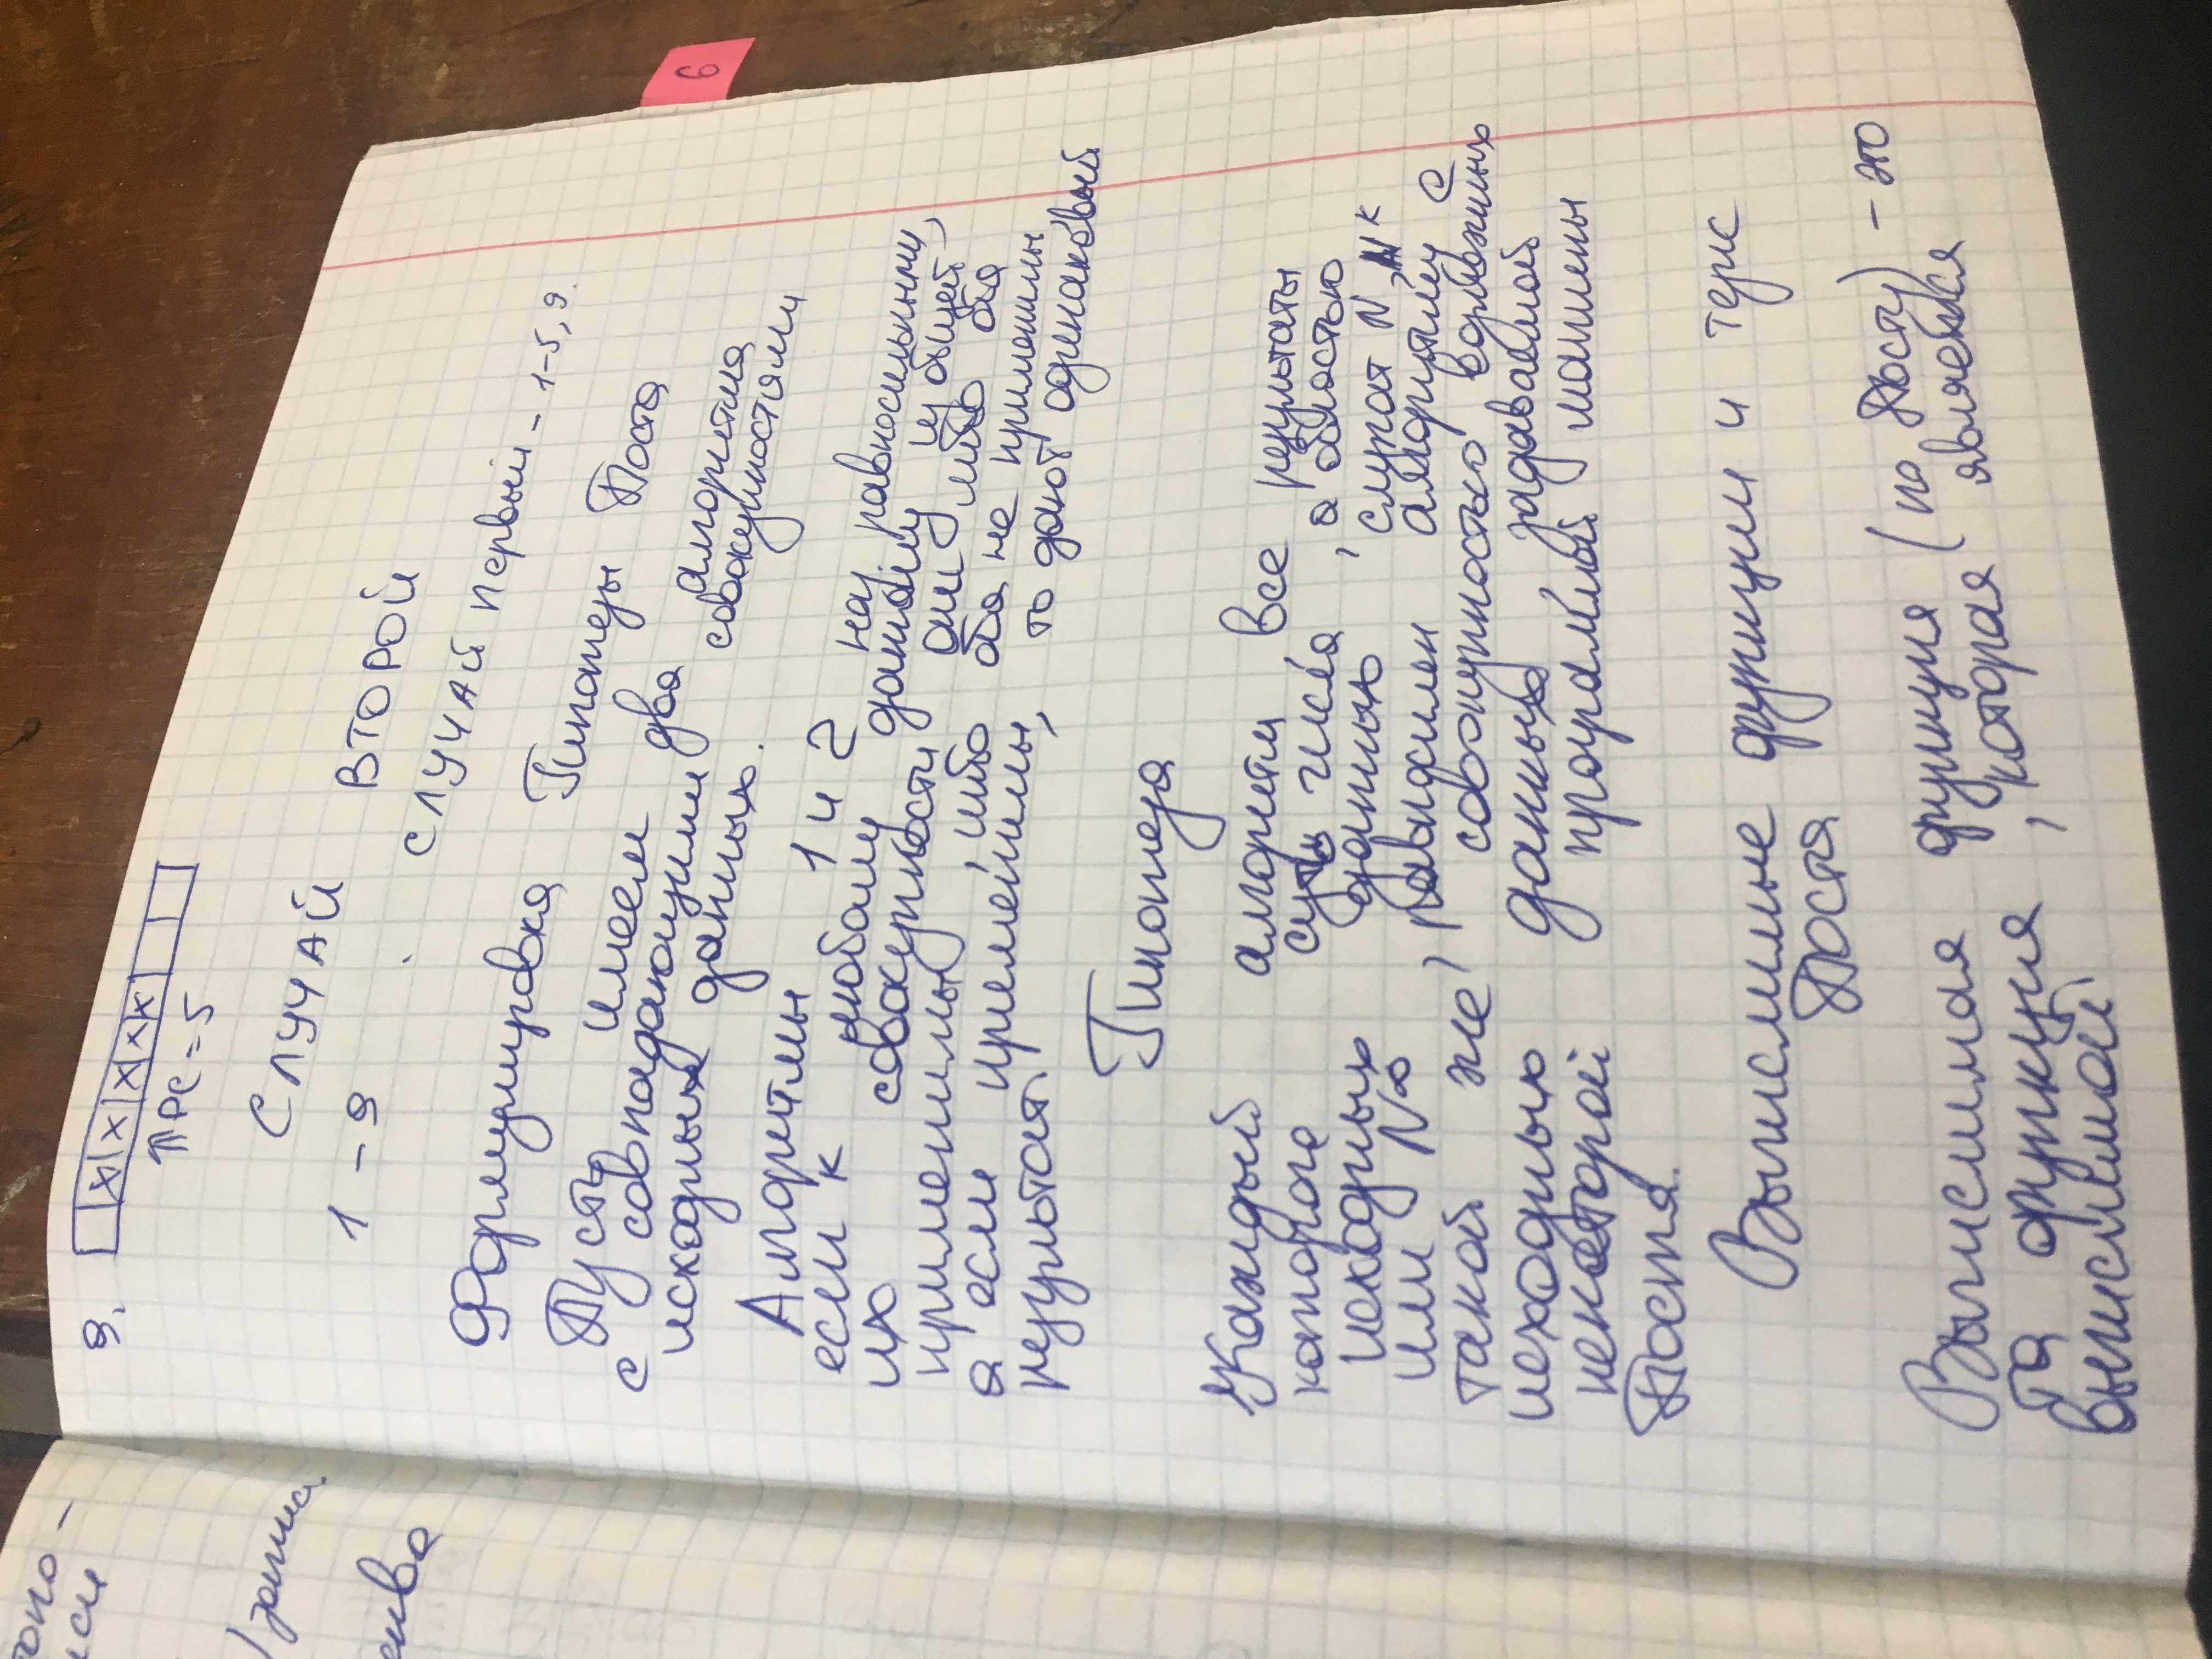 топо-
иси
) запис.
ива
9.
x x x x x
↑ PC = 5
СЛУЧАЙ ВТОРОЙ
1 - 9
СЛУЧАЙ первый - 1-5, 9.
Формулировка Гипотезы Поста
Пусть имеем два алгоритма
с совпадающими совокупностями
исходных данных.
Алгоритмы 1 и 2 наз. равносильными,
если к любому данному из общей
их совокупности они либо оба
применимы, либо оба не применимы,
а если применимы, то дают одинаковый
результат.
Гипотеза
Каждый алгоритм, все результаты
которого суть числа, а областью
исходных данных служат N, N^k
или N^∞, равносилен алгоритму с
такой же совокупностью возможных
исходных данных, задаваемой
некоторой программой машины
Поста.
Вычислимые функции и тезис
Поста
Вычислимая функция (по Посту) - это
та функция, которая является
вычислимой
6